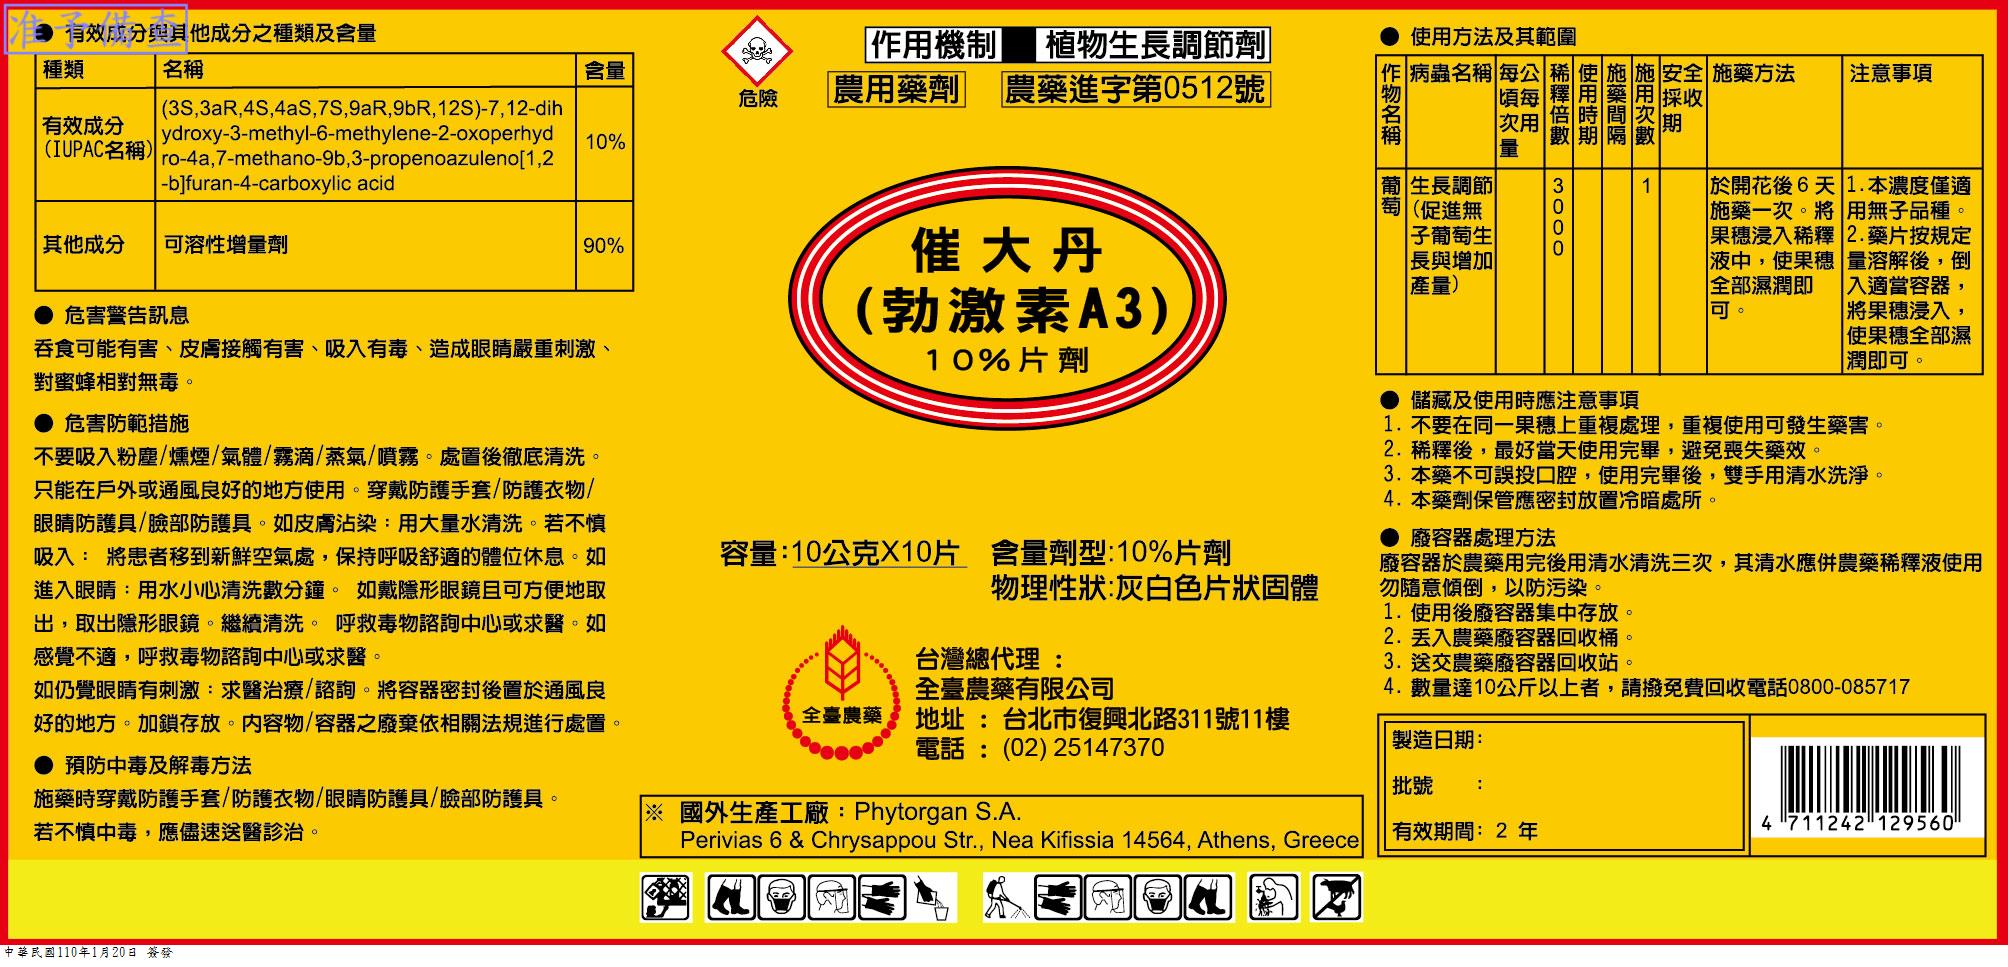 准予備查
● 有效成分與其他成分之種類及含量
種類 名稱 含量
有效成分
(IUPAC名稱)
(3S,3aR,4S,4aS,7S,9aR,9bR,12S)-7,12-dih
ydroxy-3-methyl-6-methylene-2-oxoperhyd
ro-4a,7-methano-9b,3-propenoazuleno[1,2
-b]furan-4-carboxylic acid
10%
其他成分 可溶性增量劑 90%
● 危害警告訊息
吞食可能有害、皮膚接觸有害、吸入有毒、造成眼睛嚴重刺激、
對蜜蜂相對無毒。
● 危害防範措施
不要吸入粉塵/燻煙/氣體/霧滴/蒸氣/噴霧。處置後徹底清洗。
只能在戶外或通風良好的地方使用。穿戴防護手套/防護衣物/
眼睛防護具/臉部防護具。如皮膚沾染：用大量水清洗。若不慎
吸入： 將患者移到新鮮空氣處，保持呼吸舒適的體位休息。如
進入眼睛：用水小心清洗數分鐘。 如戴隱形眼鏡且可方便地取
出，取出隱形眼鏡。繼續清洗。 呼救毒物諮詢中心或求醫。如
感覺不適，呼救毒物諮詢中心或求醫。
如仍覺眼睛有刺激：求醫治療/諮詢。將容器密封後置於通風良
好的地方。加鎖存放。內容物/容器之廢棄依相關法規進行處置。
● 預防中毒及解毒方法
施藥時穿戴防護手套/防護衣物/眼睛防護具/臉部防護具。
若不慎中毒，應儘速送醫診治。
危險
作用機制 植物生長調節劑
農用藥劑 農藥進字第0512號
催大丹
(勃激素A3)
10%片劑
容量:10公克X10片 含量劑型:10%片劑
物理性狀:灰白色片狀固體
全臺農藥
台灣總代理 :
全臺農藥有限公司
地址 : 台北市復興北路311號11樓
電話 : (02) 25147370
※ 國外生產工廠：Phytorgan S.A.
Perivias 6 & Chrysappou Str., Nea Kifissia 14564, Athens, Greece
● 使用方法及其範圍
作物名稱 病蟲名稱 每公頃每次用量 稀釋倍數 使用時期 施藥間隔 施用次數 安全採收期 施藥方法 注意事項
葡萄
生長調節
(促進無
子葡萄生
長與增加
產量)
3000
1
於開花後6天
施藥一次。將
果穗浸入稀釋
液中，使果穗
全部濕潤即
可。
1.本濃度僅適
用無子品種。
2.藥片按規定
量溶解後，倒
入適當容器，
將果穗浸入，
使果穗全部濕
潤即可。
● 儲藏及使用時應注意事項
1. 不要在同一果穗上重複處理，重複使用可發生藥害。
2. 稀釋後，最好當天使用完畢，避免喪失藥效。
3. 本藥不可誤投口腔，使用完畢後，雙手用清水洗淨。
4. 本藥劑保管應密封放置冷暗處所。
● 廢容器處理方法
廢容器於農藥用完後用清水清洗三次，其清水應併農藥稀釋液使用
勿隨意傾倒，以防污染。
1. 使用後廢容器集中存放。
2. 丟入農藥廢容器回收桶。
3. 送交農藥廢容器回收站。
4. 數量達10公斤以上者，請撥免費回收電話0800-085717
製造日期:
批號 :
有效期間: 2 年
4 711242 129560
中華民國110年1月20日 簽發